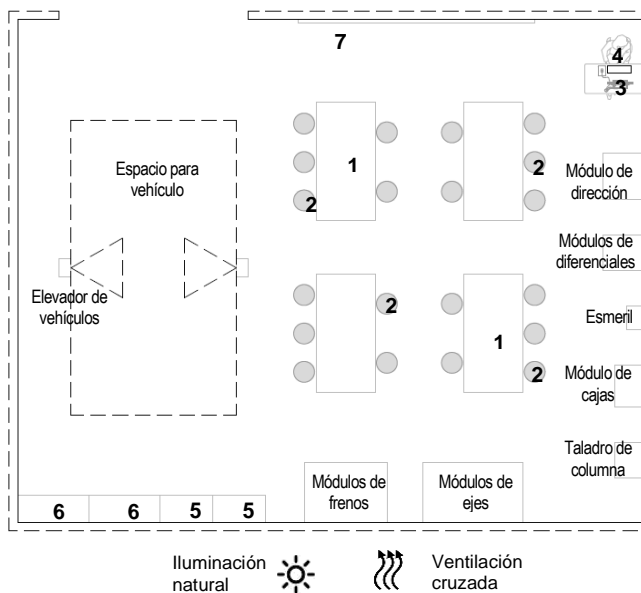 7
4
3
Espacio para
vehículo
1
2
2
Módulo de
dirección
Módulos de
diferenciales
Elevador de
vehículos
2
Esmeril
1
2
Módulo de
cajas
Taladro de
columna
Módulos de
frenos
Módulos de
ejes
6
6
5
5
Iluminación
natural
Ventilación
cruzada